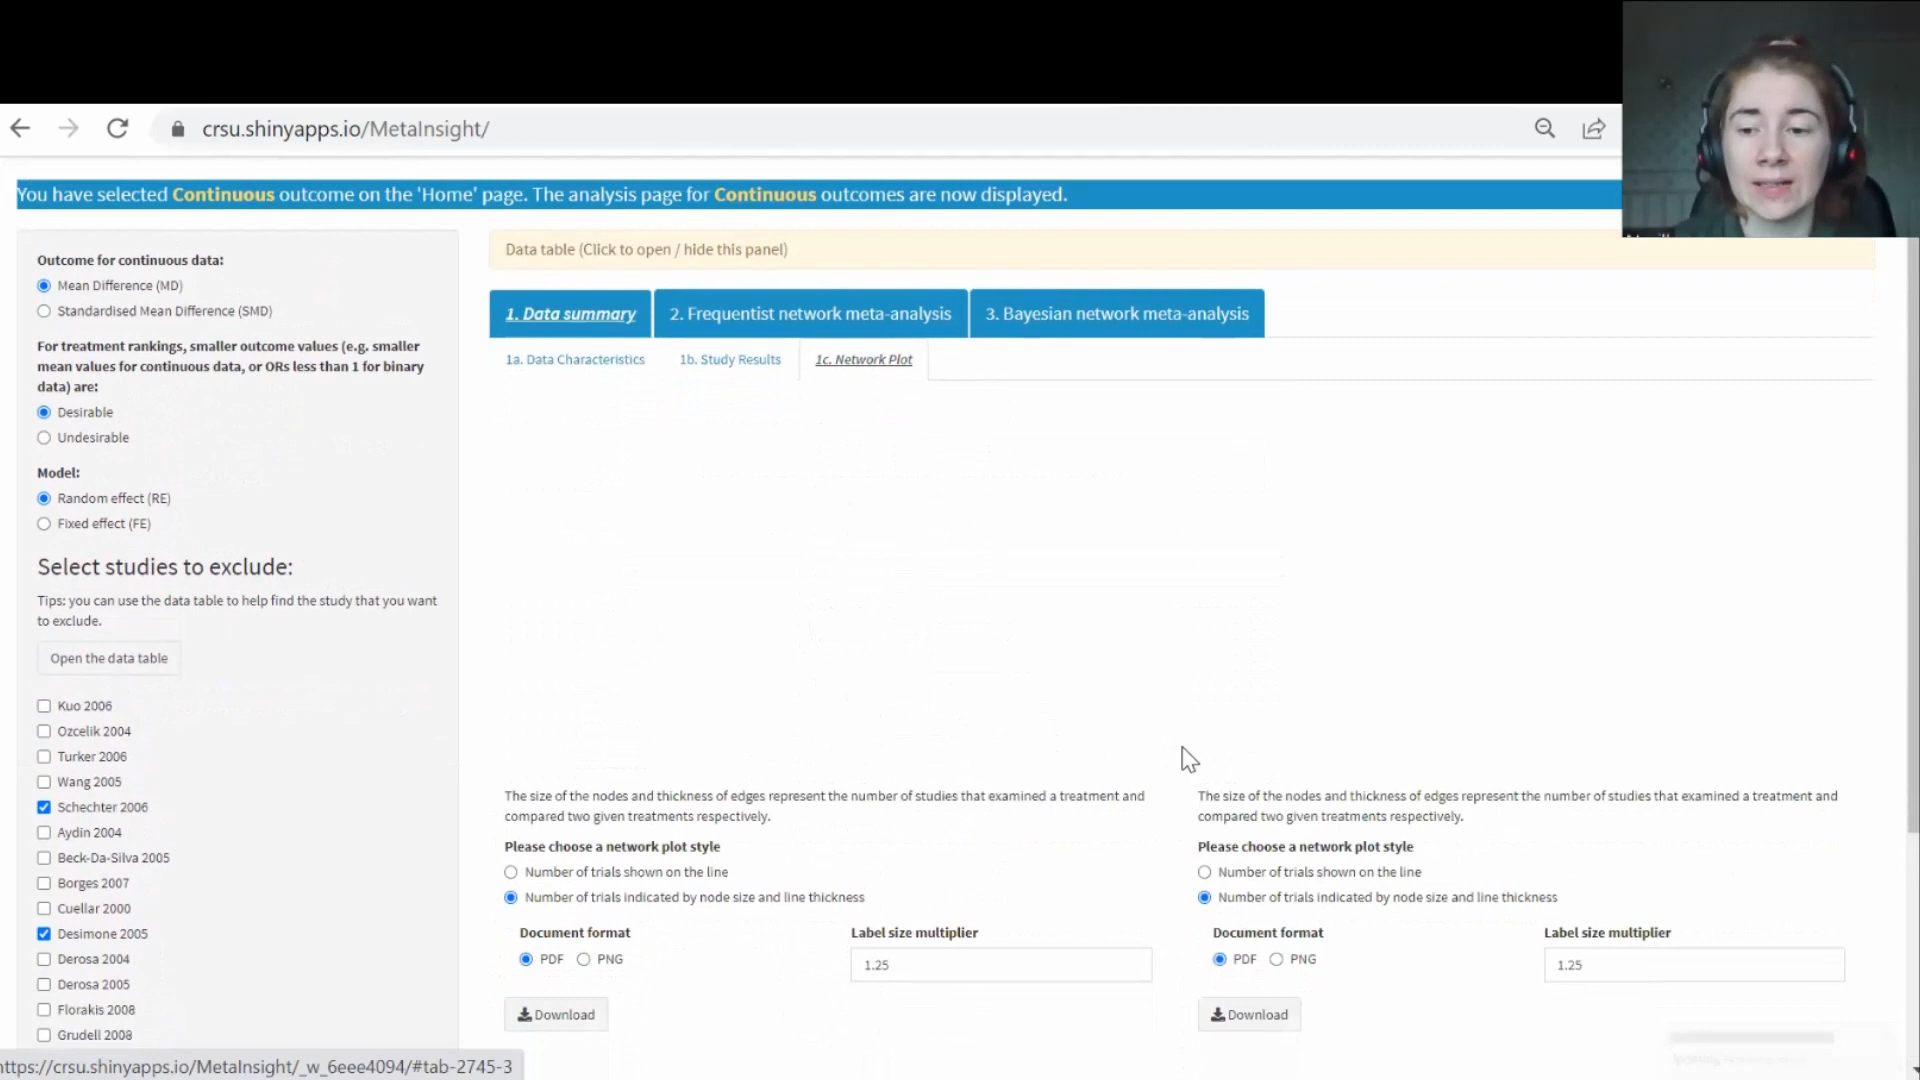 crsu.shinyapps.io/MetaInsight/
You have selected Continuous outcome on the 'Home' page. The analysis page for Continuous outcomes are now displayed.
Outcome for continuous data:
Mean Difference (MD)
Standardised Mean Difference (SMD)
For treatment rankings, smaller outcome values (e.g. smaller
mean values for continuous data, or ORs less than 1 for binary
data) are:
Desirable
Undesirable
Model:
Random effect (RE)
Fixed effect (FE)
Select studies to exclude:
Tips: you can use the data table to help find the study that you want
to exclude.
Open the data table
Kuo 2006
Ozcelik 2004
Turker 2006
Wang 2005
Schechter 2006
Aydin 2004
Beck-Da-Silva 2005
Borges 2007
Cuellar 2000
Desimone 2005
Derosa 2004
Derosa 2005
Florakis 2008
Grudell 2008
Data table (Click to open / hide this panel)
1. Data summary 2. Frequentist network meta-analysis 3. Bayesian network meta-analysis
1a. Data Characteristics 1b. Study Results 1c. Network Plot
The size of the nodes and thickness of edges represent the number of studies that examined a treatment and
compared two given treatments respectively.
Please choose a network plot style
Number of trials shown on the line
Number of trials indicated by node size and line thickness
Document format Label size multiplier
PDF PNG 1.25
Download
The size of the nodes and thickness of edges represent the number of studies that examined a treatment and
compared two given treatments respectively.
Please choose a network plot style
Number of trials shown on the line
Number of trials indicated by node size and line thickness
Document format Label size multiplier
PDF PNG 1.25
Download
https://crsu.shinyapps.io/MetaInsight/_w_6eee4094/#tab-2745-3